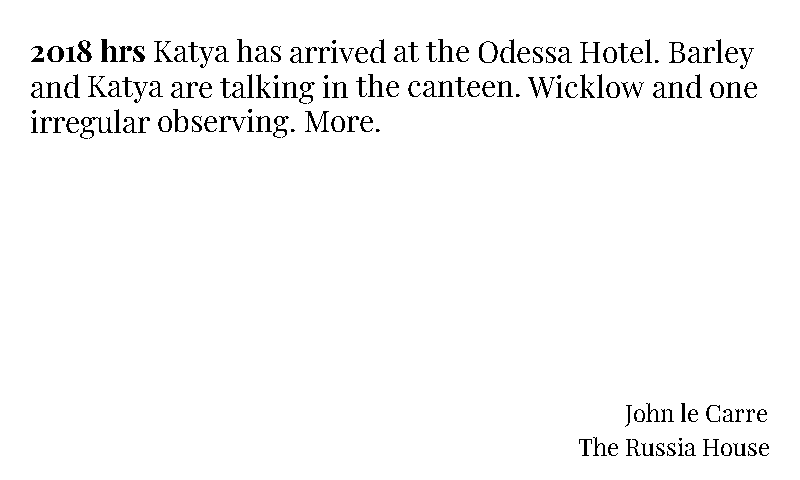 2018 hrs Katya has arrived at the Odessa Hotel. Barley
and Katya are talking in the canteen. Wicklow and one
irregular observing. More.
John le Carre
The Russia House